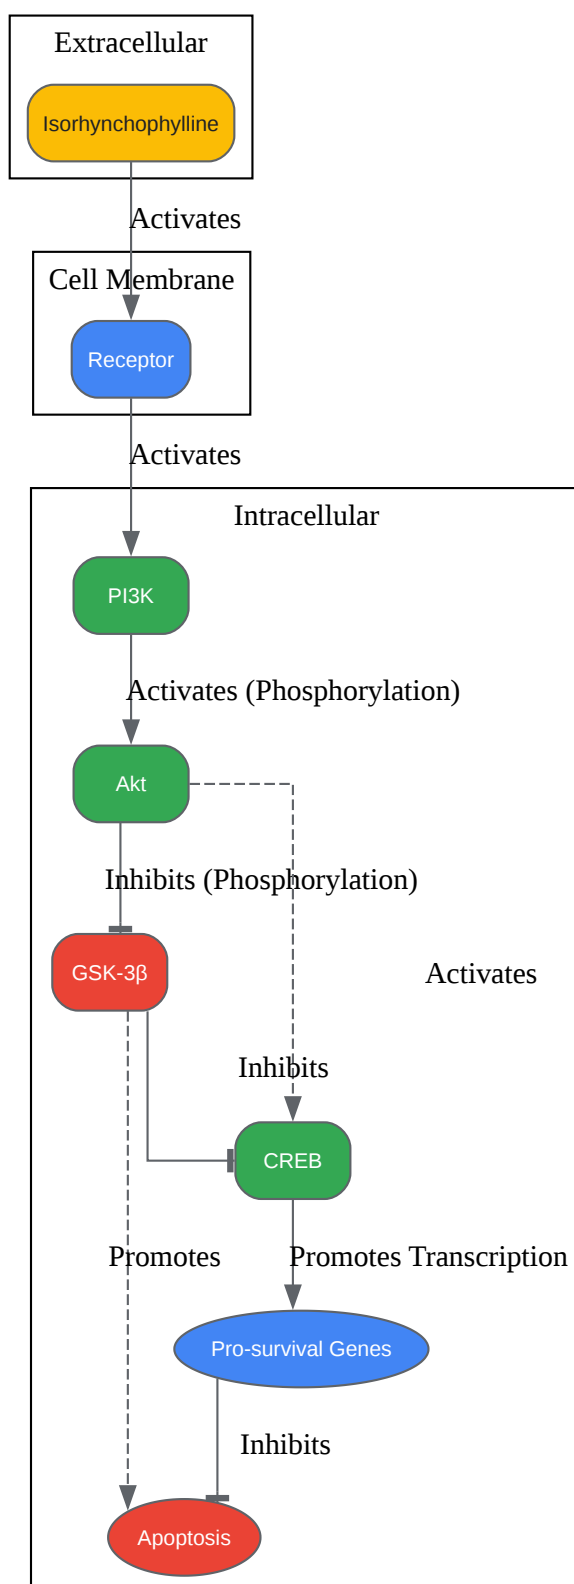 Extracellular
Isorhynchophylline
Activates
Cell Membrane
Receptor
Activates
Intracellular
PI3K
Activates (Phosphorylation)
Akt
Inhibits (Phosphorylation)
GSK-3β
Activates
Inhibits
CREB
Promotes
Promotes Transcription
Pro-survival Genes
Inhibits
Apoptosis